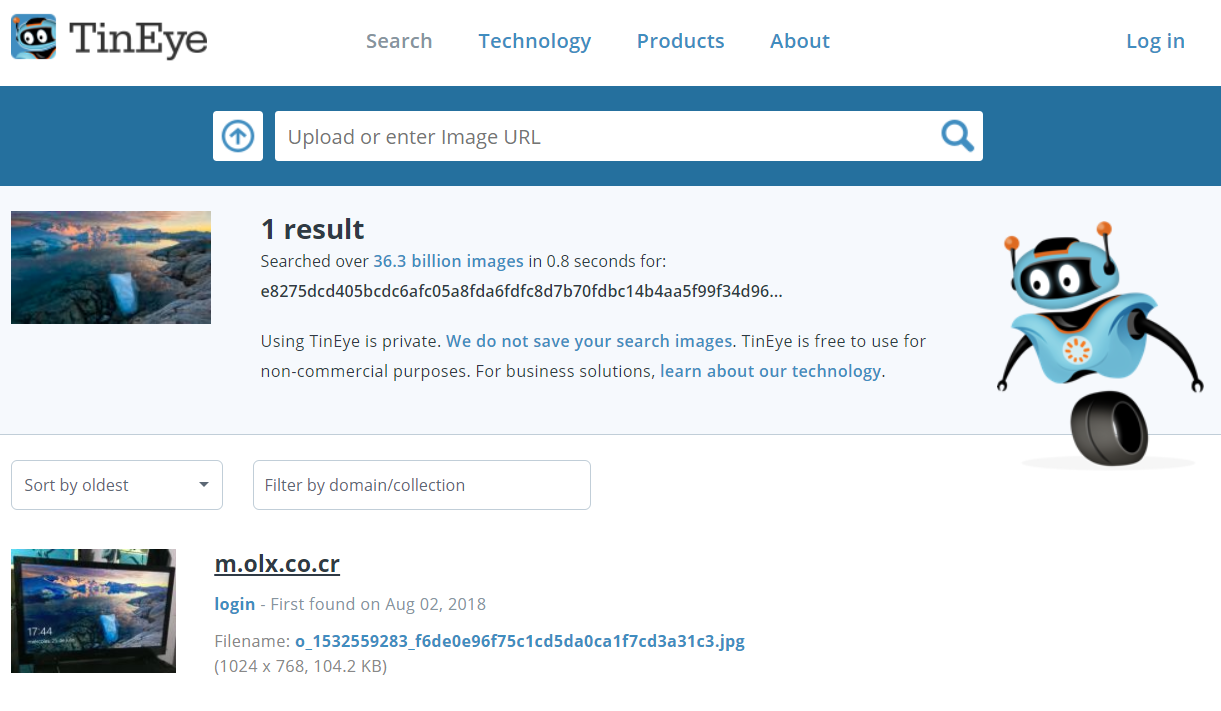 TinEye
Search Technology Products About Log in
Upload or enter Image URL
1 result
Searched over 36.3 billion images in 0.8 seconds for:
e8275dcd405bcdc6afc05a8fda6fdfc8d7b70fdbc14b4aa5f99f34d96...
Using TinEye is private. We do not save your search images. TinEye is free to use for
non-commercial purposes. For business solutions, learn about our technology.
Sort by oldest Filter by domain/collection
m.olx.co.cr
login - First found on Aug 02, 2018
17:44
Filename: o_1532559283_f6de0e96f75c1cd5da0ca1f7cd3a31c3.jpg
(1024 x 768, 104.2 KB)